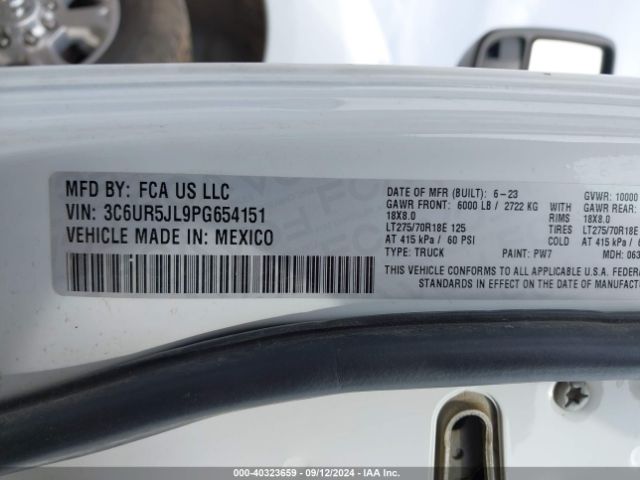 MFD BY: FCA US LLC
VIN: 3C6UR5JL9PG654151
VEHICLE MADE IN: MEXICO
DATE OF MFR (BUILT): 6-23 GVWR: 10000
GAWR FRONT: 6000 LB / 2722 KG WITH GAWR REAR:
18X8.0 RIMS 18X8.0
LT275/70R18E 125 TIRES LT275/70R18E
AT 415 kPa / 60 PSI COLD AT 415 kPa /
TYPE: TRUCK PAINT: PW7 MDH: 063
THIS VEHICLE CONFORMS TO ALL APPLICABLE U.S.A. FEDERA
STANDARDS IN EFFECT ON THE DATE OF MANUFACTU
000-40323659 - 09/12/2024 - IAA Inc.